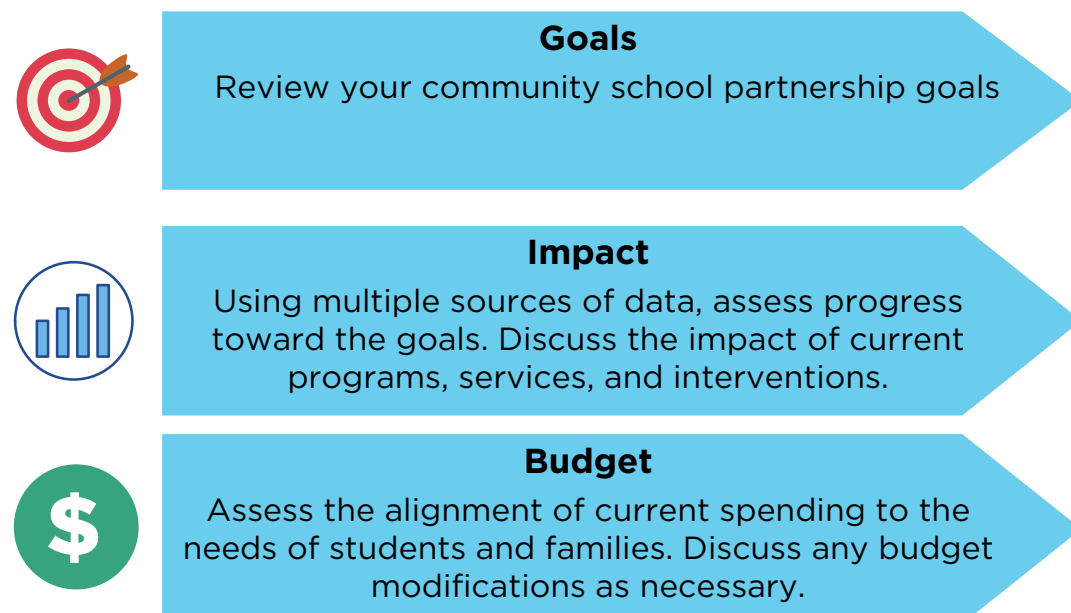 Goals
Review your community school partnership goals
Impact
Using multiple sources of data, assess progress
toward the goals. Discuss the impact of current
programs, services, and interventions.
$
Budget
Assess the alignment of current spending to the
needs of students and families. Discuss any budget
modifications as necessary.